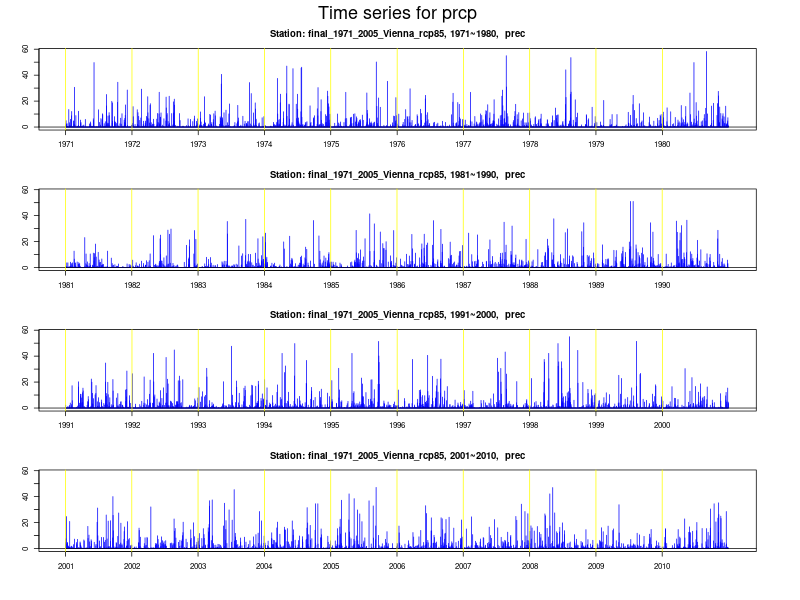 Time series for prcp
Station: final_1971_2005_Vienna_rcp85, 1971~1980, prec
60
40
20
0
1971 1972 1973 1974 1975 1976 1977 1978 1979 1980
Station: final_1971_2005_Vienna_rcp85, 1981~1990, prec
60
40
20
0
1981 1982 1983 1984 1985 1986 1987 1988 1989 1990
Station: final_1971_2005_Vienna_rcp85, 1991~2000, prec
60
40
20
0
1991 1992 1993 1994 1995 1996 1997 1998 1999 2000
Station: final_1971_2005_Vienna_rcp85, 2001~2010, prec
60
40
20
0
2001 2002 2003 2004 2005 2006 2007 2008 2009 2010